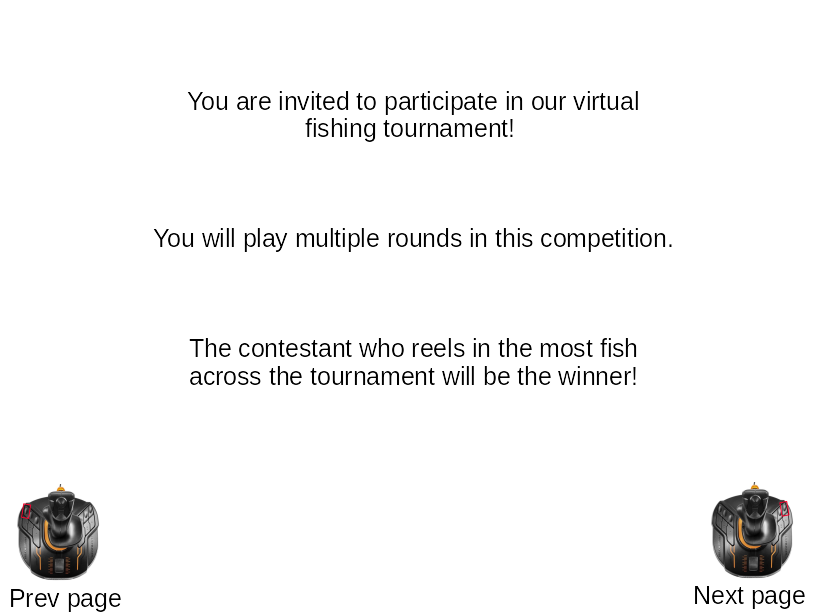 You are invited to participate in our virtual
fishing tournament!
You will play multiple rounds in this competition.
The contestant who reels in the most fish
across the tournament will be the winner!
Prev page
Next page